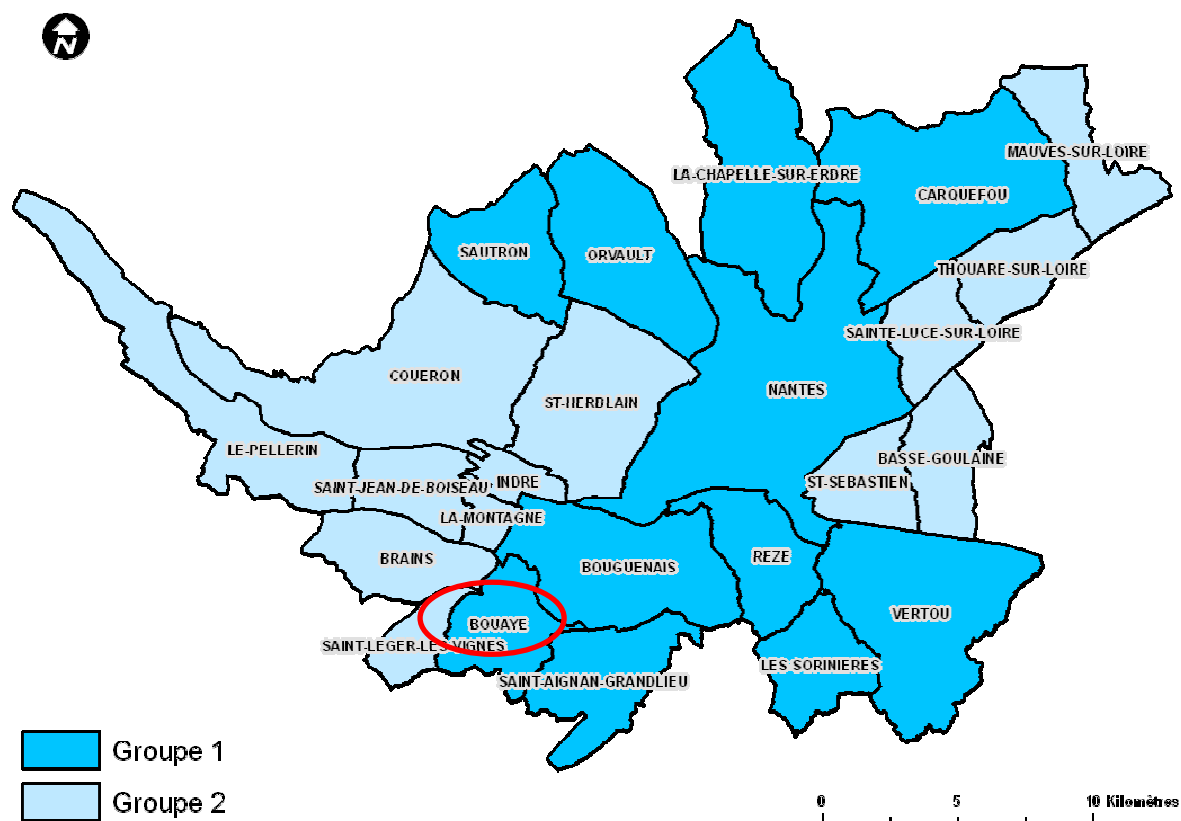 N
MAUVES-SUR-LOIRE
LA-CHAPELLE-SUR-ERDRE
CARQUEFOU
SAUTRON
ORVAULT
THOUARE-SUR-LOIRE
SAINTE-LUCE-SUR-LOIRE
COUERON
NANTES
ST-HERBLAIN
LE-PELLERIN
BASSE-GOULAINE
SAINT-JEAN-DE-BOISEAU
INDRE
ST-SEBASTIEN
LA-MONTAGNE
BRAINS
BOUGUENAIS
REZE
VERTOU
BOUAYE
SAINT-LEGER-LES-VIGNES
LES SORINIERES
SAINT-AIGNAN-GRANDLIEU
Groupe 1
Groupe 2
0 5 10 Kilomètres